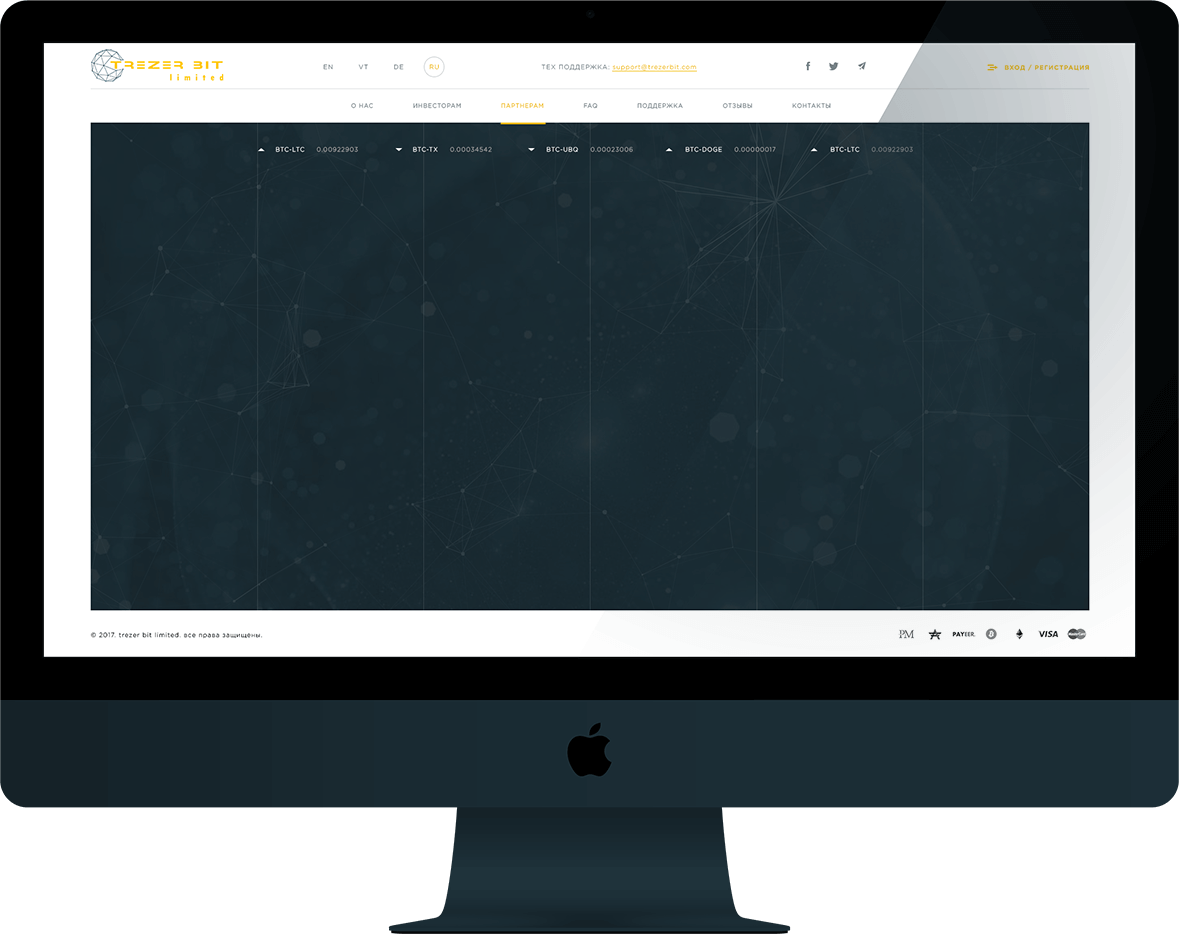 TREZER BIT
limited
EN VT DE RU
ТЕХ ПОДДЕРЖКА: support@trezerbit.com
ВХОД / РЕГИСТРАЦИЯ
О НАС ИНВЕСТОРАМ ПАРТНЕРАМ FAQ ПОДДЕРЖКА ОТЗЫВЫ КОНТАКТЫ
BTC-LTC 0.00922903 BTC-TX 0.00034542 BTC-UBQ 0.00023006 BTC-DOGE 0.00000017 BTC-LTC 0.00922903
© 2017. trezer bit limited. все права защищены.
PM PAYEER. VISA MasterCard